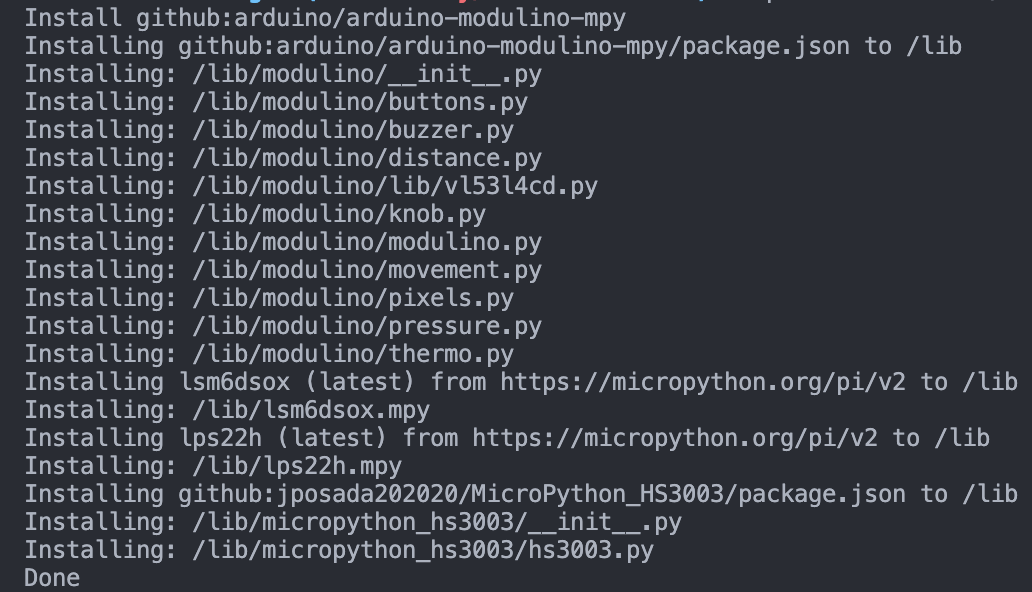 Install github:arduino/arduino-modulino-mpy
Installing github:arduino/arduino-modulino-mpy/package.json to /lib
Installing: /lib/modulino/__init__.py
Installing: /lib/modulino/buttons.py
Installing: /lib/modulino/buzzer.py
Installing: /lib/modulino/distance.py
Installing: /lib/modulino/lib/vl53l4cd.py
Installing: /lib/modulino/knob.py
Installing: /lib/modulino/modulino.py
Installing: /lib/modulino/movement.py
Installing: /lib/modulino/pixels.py
Installing: /lib/modulino/pressure.py
Installing: /lib/modulino/thermo.py
Installing lsm6dsox (latest) from https://micropython.org/pi/v2 to /lib
Installing: /lib/lsm6dsox.mpy
Installing lps22h (latest) from https://micropython.org/pi/v2 to /lib
Installing: /lib/lps22h.mpy
Installing github:jposada202020/MicroPython_HS3003/package.json to /lib
Installing: /lib/micropython_hs3003/__init__.py
Installing: /lib/micropython_hs3003/hs3003.py
Done